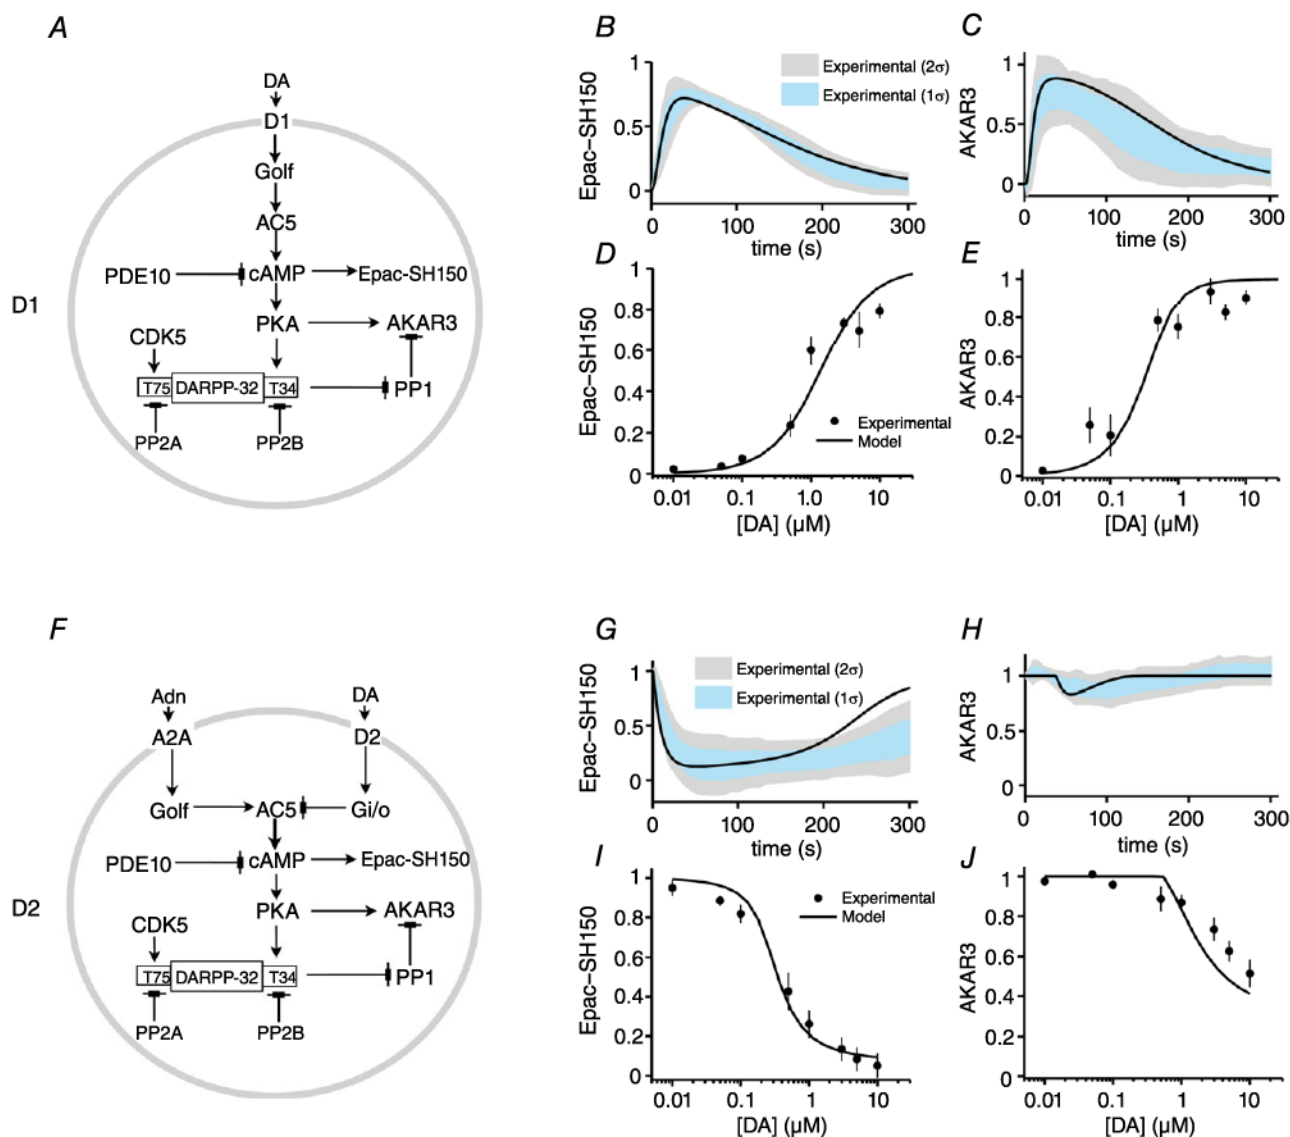 A
DA
D1
Golf
AC5
PDE10 cAMP Epac-SH150
PKA AKAR3
CDK5
T75 DARPP-32 T34 PP1
PP2A PP2B
D1
B
Epac–SH150
1
0.5
0
Experimental (2σ)
Experimental (1σ)
0 100 200 300
time (s)
C
AKAR3
1
0.5
0
0 100 200 300
time (s)
D
Epac–SH150
1
0.8
0.6
0.4
0.2
0
Experimental
Model
0.01 0.1 1.0 10
[DA] (µM)
E
AKAR3
1
0.8
0.6
0.4
0.2
0
0.01 0.1 1 10
[DA] (µM)
F
Adn DA
A2A D2
Golf AC5 Gi/o
PDE10 cAMP Epac-SH150
PKA AKAR3
CDK5
T75 DARPP-32 T34 PP1
PP2A PP2B
D2
G
Epac–SH150
1
0.5
0
Experimental (2σ)
Experimental (1σ)
0 100 200 300
time (s)
H
AKAR3
1
0.5
0
0 100 200 300
time (s)
I
Epac–SH150
1
0.8
0.6
0.4
0.2
0
Experimental
Model
0.01 0.1 1 10
[DA] (µM)
J
AKAR3
1
0.8
0.6
0.4
0.2
0
0.01 0.1 1 10
[DA] (µM)